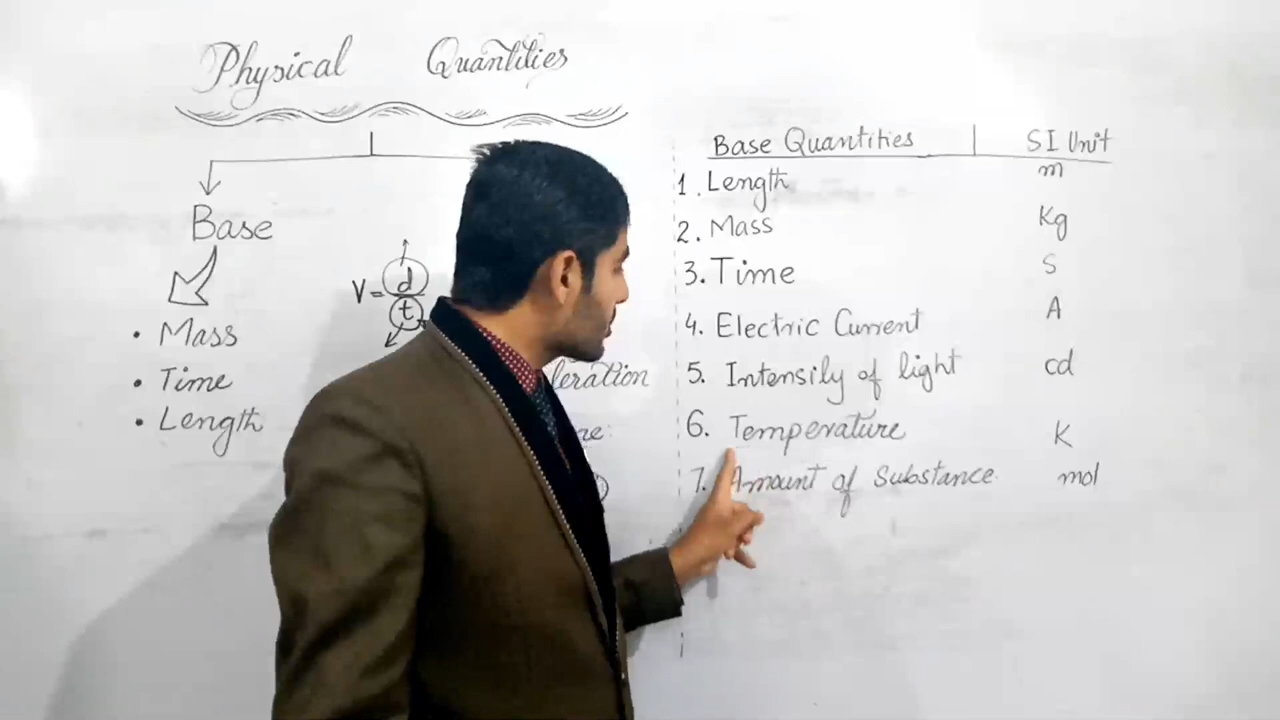 Physical Quantities
Base
• Mass
• Time
• Length
V = d
t
leration
Base Quantities SI Unit
1. Length m
2. Mass Kg
3. Time S
4. Electric Current A
5. Intensily of light cd
6. Temperature K
7. Amount of Substance. mol